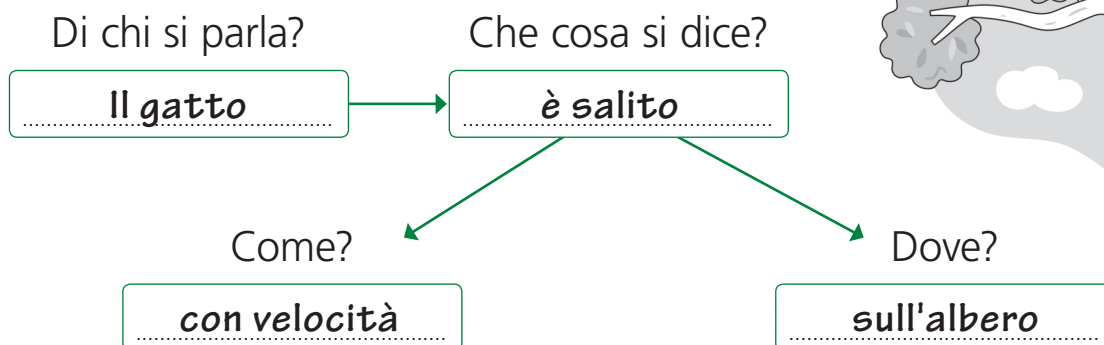 Di chi si parla?
Che cosa si dice?
Il gatto
è salito
Come?
Dove?
con velocità
sull'albero